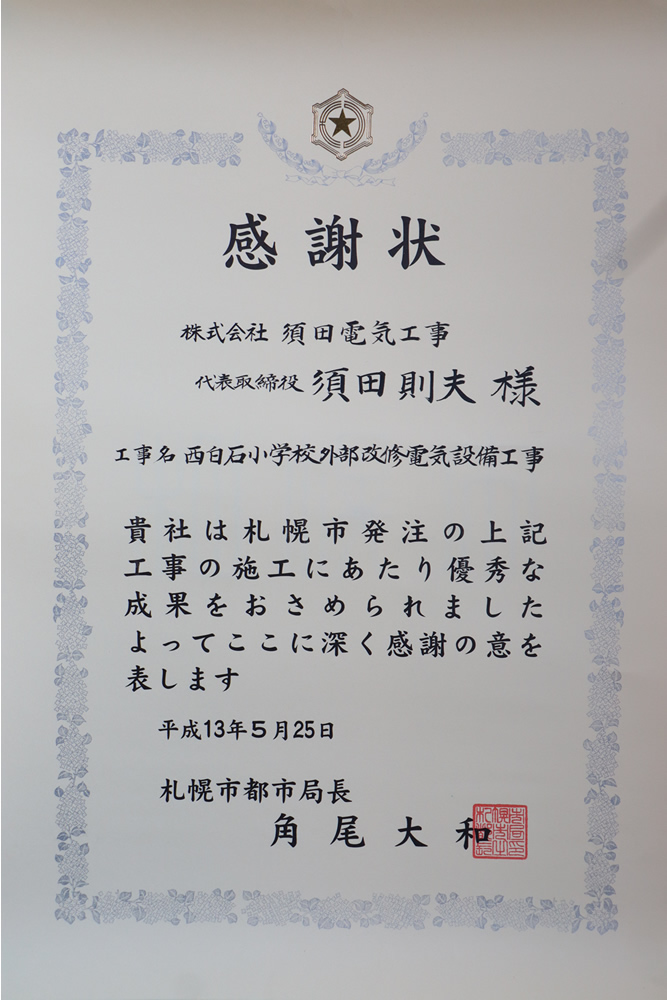 感謝状
株式会社 須田電気工事
代表取締役 須田則夫 様
工事名 西白石小学校外部改修電気設備工事
貴社は札幌市発注の上記
工事の施工にあたり優秀な
成果をおさめられました
よってここに深く感謝の意を
表します
平成13年5月25日
札幌市都市局長
角尾大和